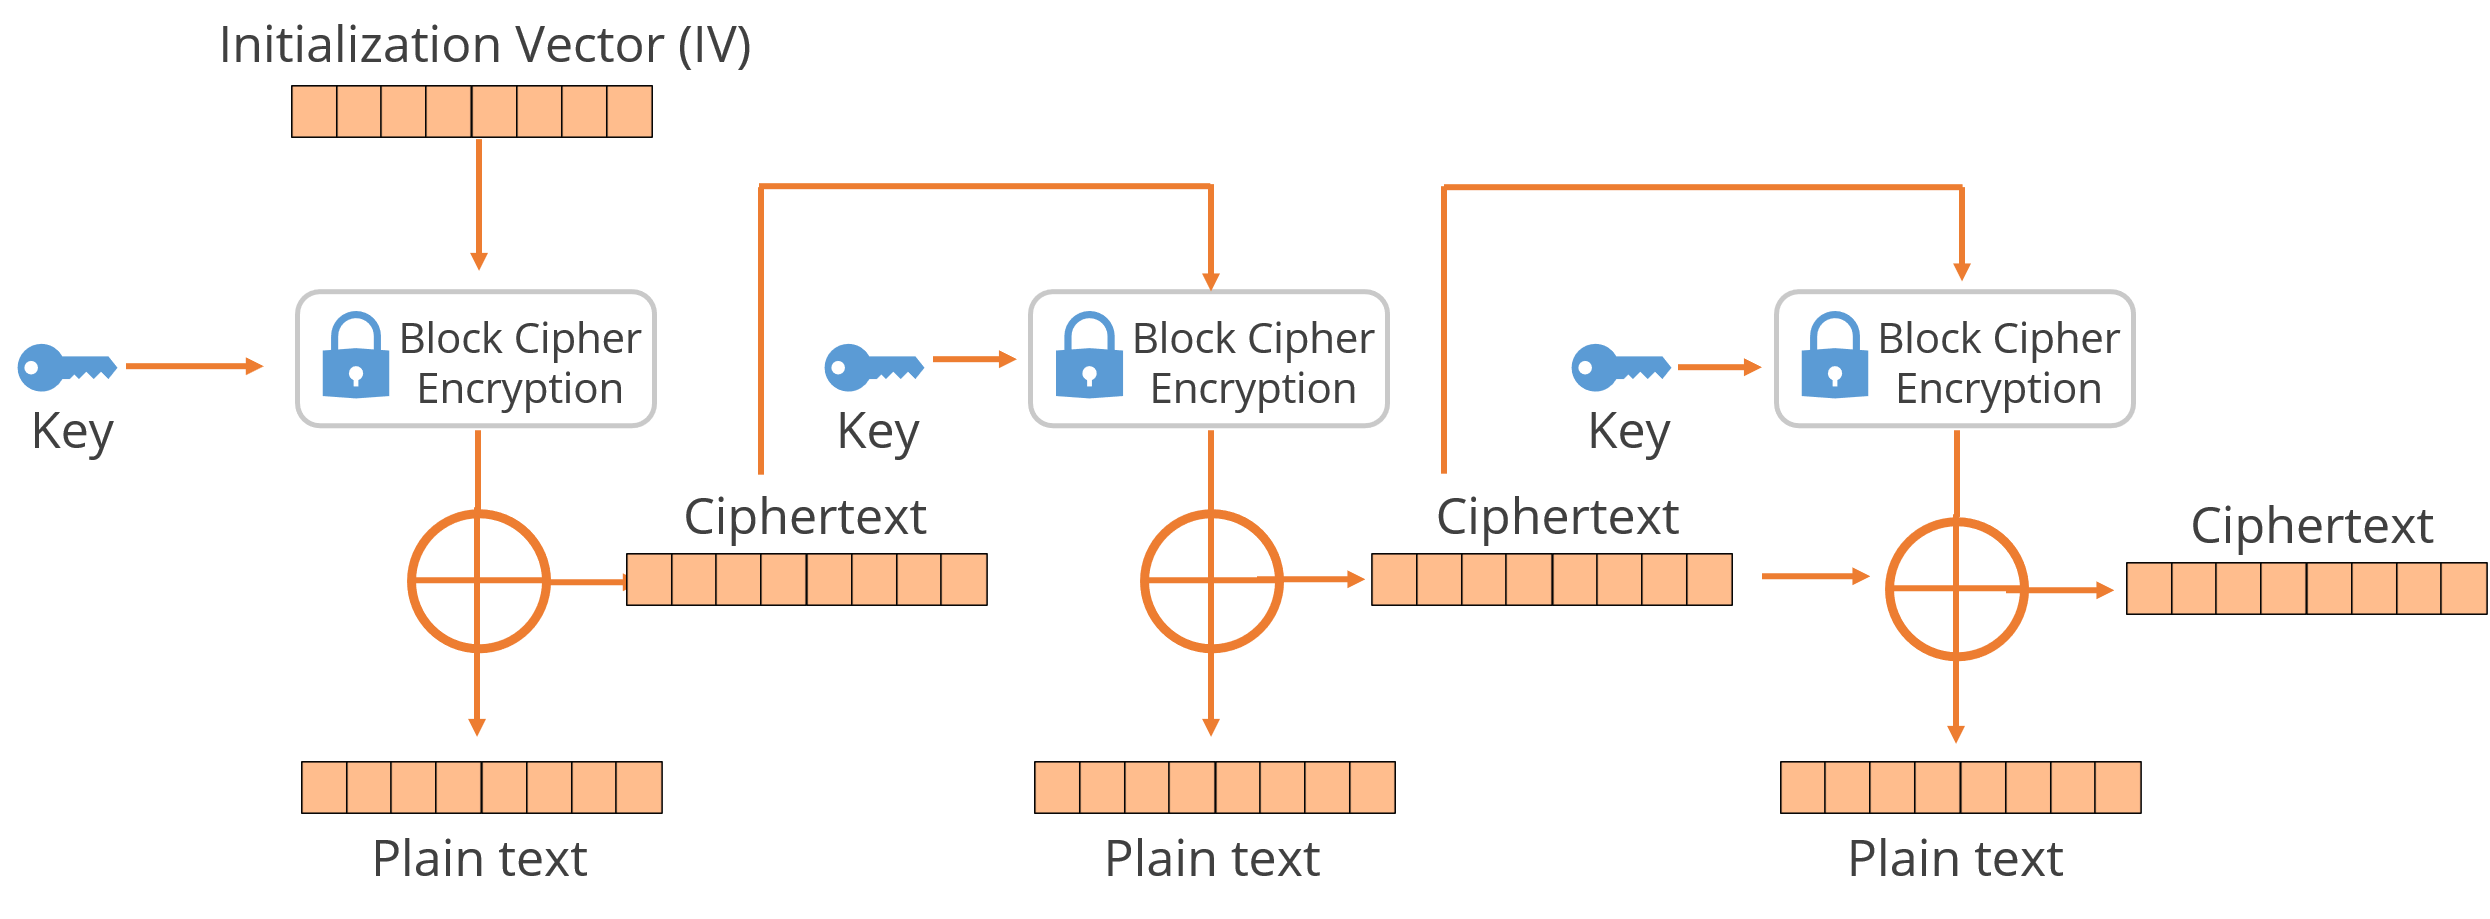 Initialization Vector (IV)
Block Cipher
Encryption
Key
Block Cipher
Encryption
Key
Block Cipher
Encryption
Key
Ciphertext
Ciphertext
Ciphertext
Plain text
Plain text
Plain text